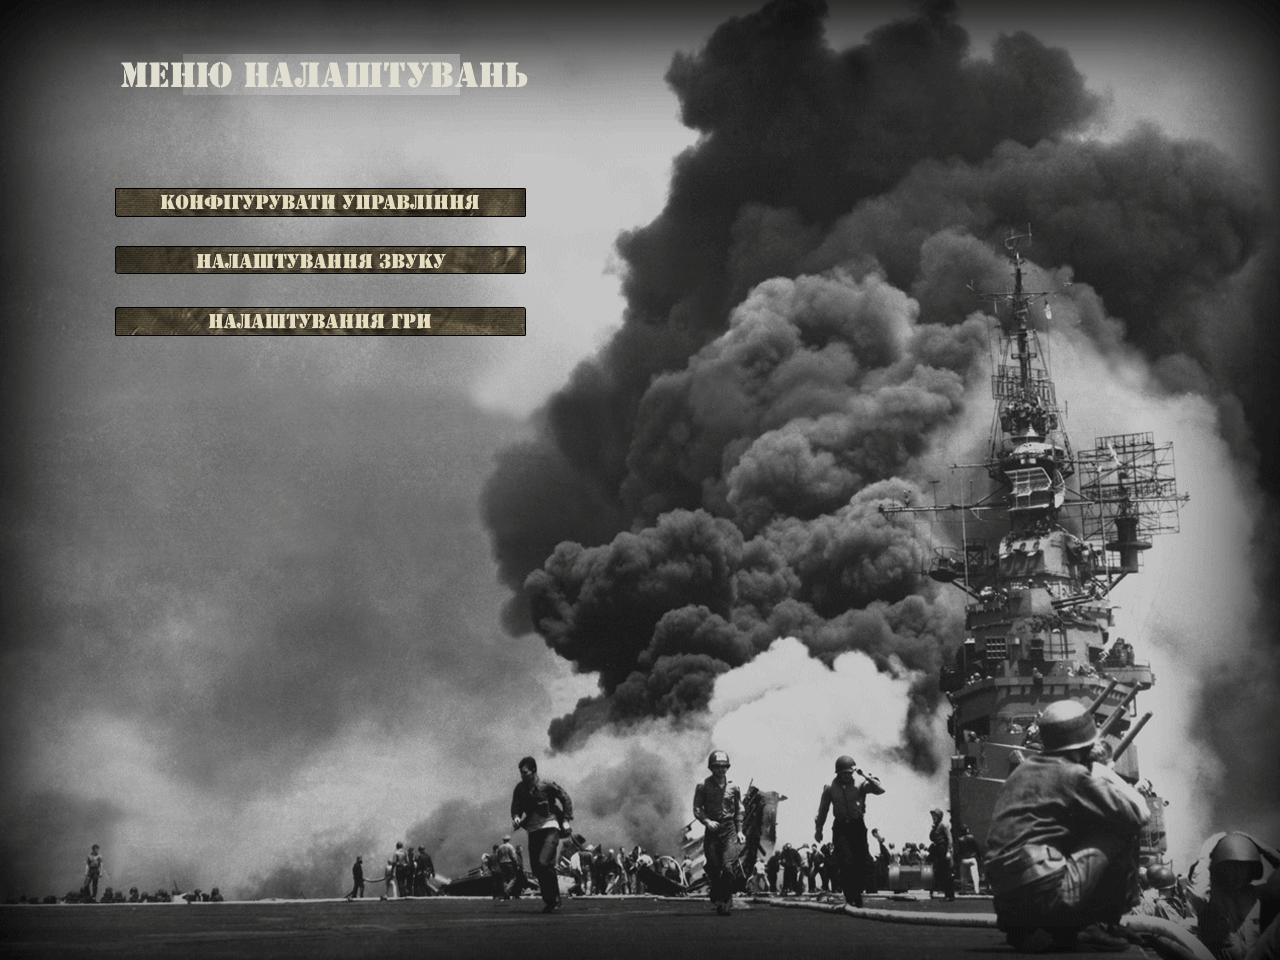 МЕНЮ НАЛАШТУВАНЬ
КОНФІГУРУВАТИ УПРАВЛІННЯ
НАЛАШТУВАННЯ ЗВУКУ
НАЛАШТУВАННЯ ГРИ